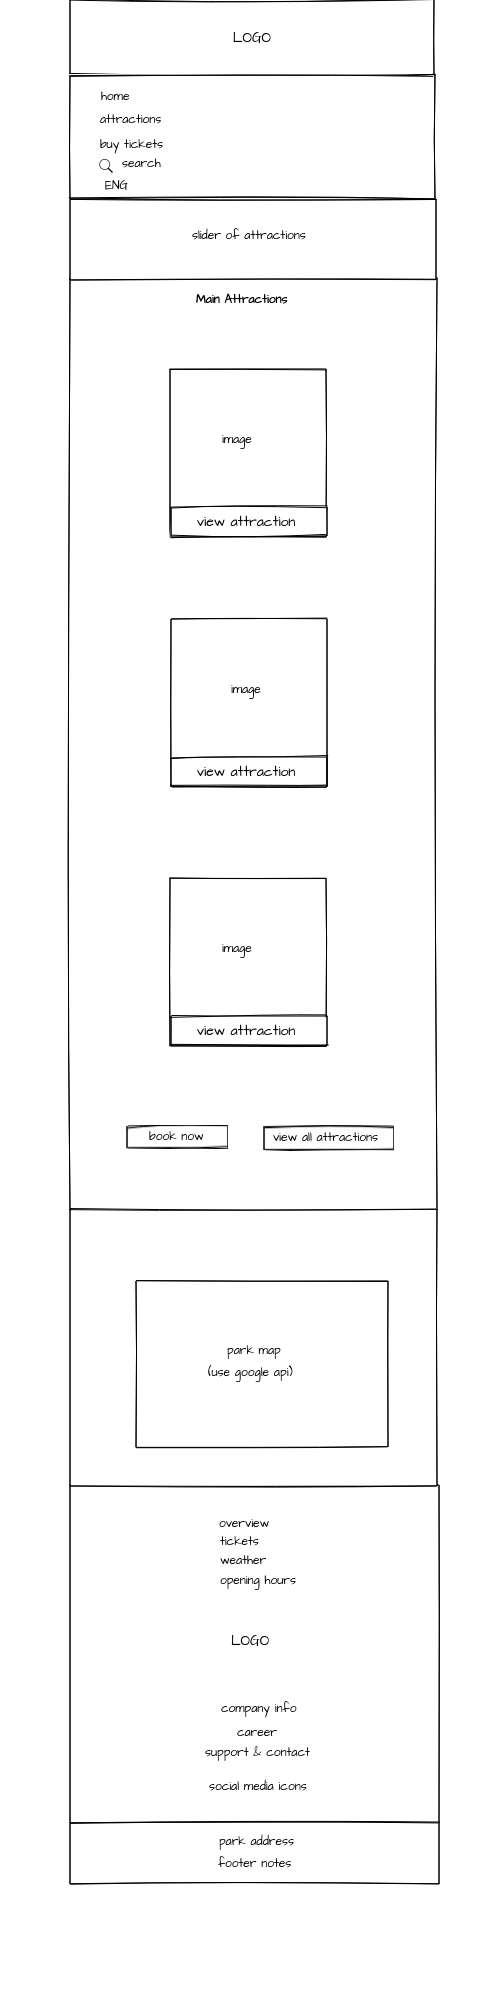 LOGO
home
attractions
buy tickets
search
ENG
slider of attractions
Main Attractions
image
view attraction
image
view attraction
image
view attraction
book now
view all attractions
park map
(use google api)
overview
tickets
weather
opening hours
LOGO
company info
career
support & contact
social media icons
park address
footer notes